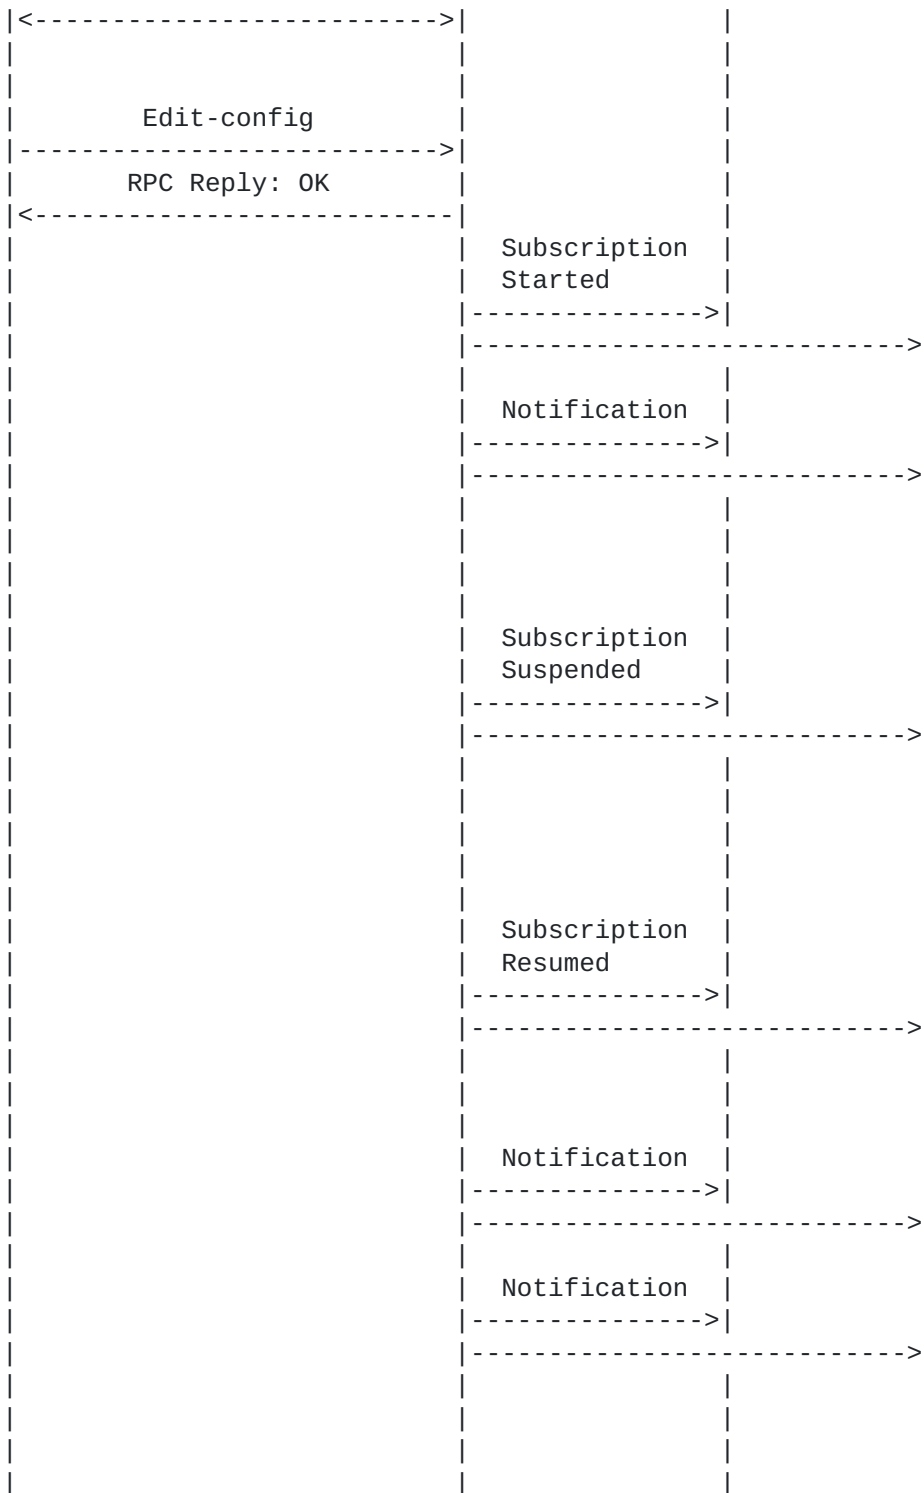 |<--------------------------->|                |
|                             |                |
|                             |                |
|        Edit-config          |                |
|--------------------------->|                |
|       RPC Reply: OK         |                |
|<---------------------------|                |
|                             |  Subscription  |
|                             |  Started       |
|                             |--------------->|
|                             |---------------------------->
|                             |                |
|                             |  Notification  |
|                             |--------------->|
|                             |---------------------------->
|                             |                |
|                             |                |
|                             |                |
|                             |                |
|                             |  Subscription  |
|                             |  Suspended     |
|                             |--------------->|
|                             |---------------------------->
|                             |                |
|                             |                |
|                             |                |
|                             |                |
|                             |                |
|                             |  Subscription  |
|                             |  Resumed       |
|                             |--------------->|
|                             |---------------------------->
|                             |                |
|                             |                |
|                             |                |
|                             |  Notification  |
|                             |--------------->|
|                             |---------------------------->
|                             |                |
|                             |  Notification  |
|                             |--------------->|
|                             |---------------------------->
|                             |                |
|                             |                |
|                             |                |
|                             |                |